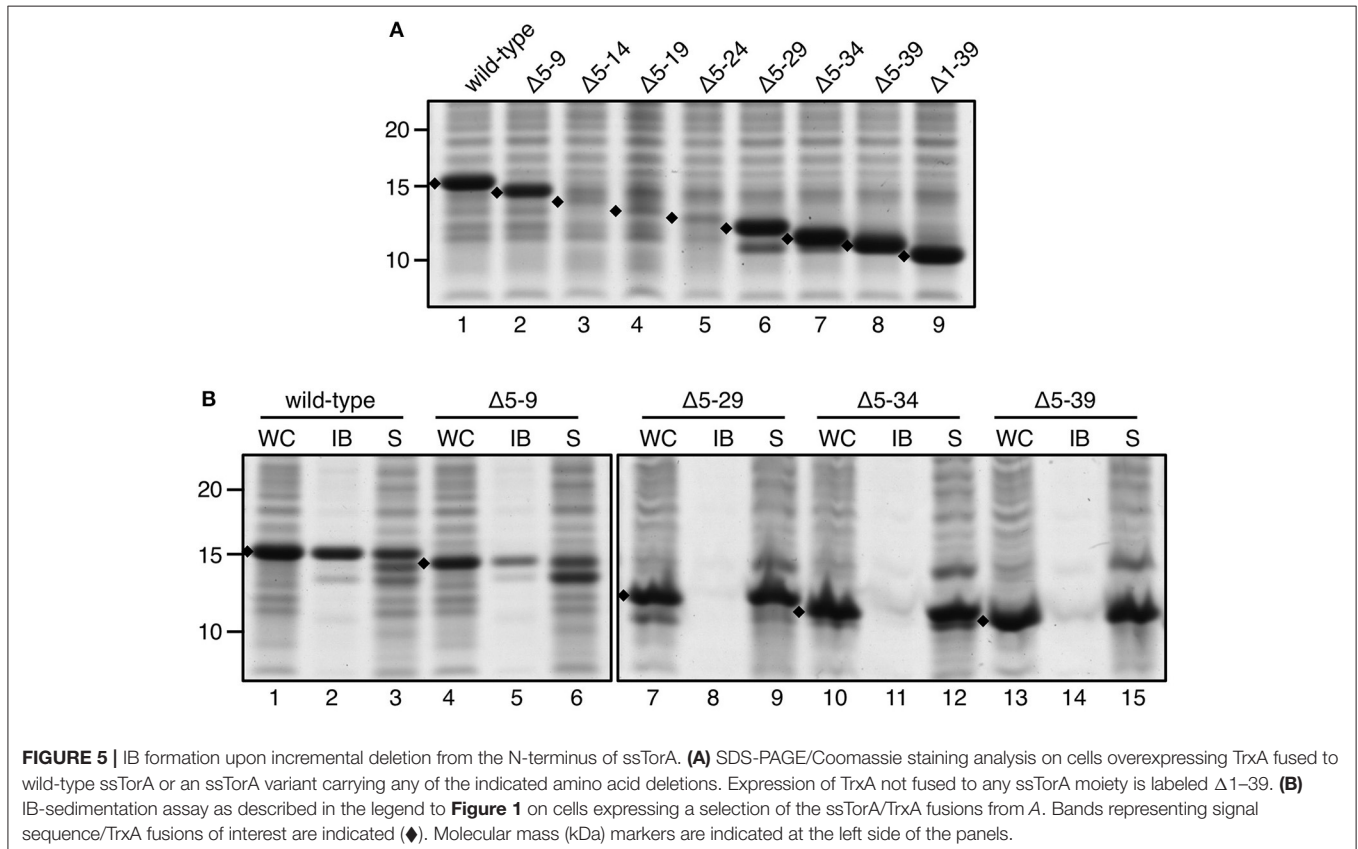 A
wild-type Δ5-9 Δ5-14 Δ5-19 Δ5-24 Δ5-29 Δ5-34 Δ5-39 Δ1-39
20
15
10
1 2 3 4 5 6 7 8 9
B
wild-type Δ5-9 Δ5-29 Δ5-34 Δ5-39
WC IB S WC IB S WC IB S WC IB S WC IB S
20
15
10
1 2 3 4 5 6 7 8 9 10 11 12 13 14 15
FIGURE 5 | IB formation upon incremental deletion from the N-terminus of ssTorA. (A) SDS-PAGE/Coomassie staining analysis on cells overexpressing TrxA fused to
wild-type ssTorA or an ssTorA variant carrying any of the indicated amino acid deletions. Expression of TrxA not fused to any ssTorA moiety is labeled Δ1–39. (B)
IB-sedimentation assay as described in the legend to Figure 1 on cells expressing a selection of the ssTorA/TrxA fusions from A. Bands representing signal
sequence/TrxA fusions of interest are indicated (♦). Molecular mass (kDa) markers are indicated at the left side of the panels.